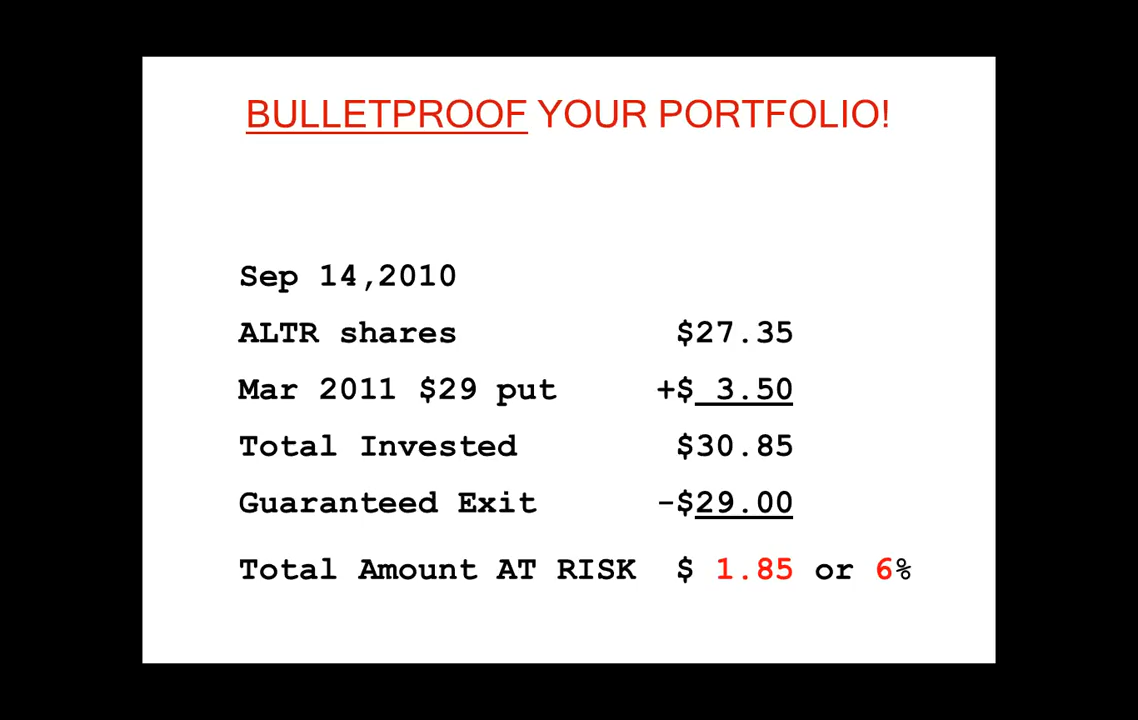 BULLETPROOF YOUR PORTFOLIO!
Sep 14,2010
ALTR shares $27.35
Mar 2011 $29 put +$ 3.50
Total Invested $30.85
Guaranteed Exit -$29.00
Total Amount AT RISK $ 1.85 or 6%